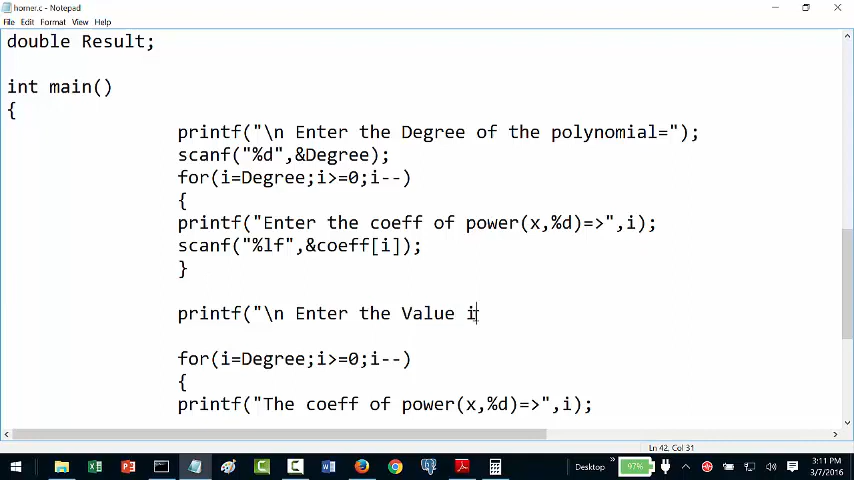 horner.c - Notepad
File Edit Format View Help
double Result;
int main()
{
printf("\n Enter the Degree of the polynomial=");
scanf("%d",&Degree);
for(i=Degree;i>=0;i--)
{
printf("Enter the coeff of power(x,%d)=>",i);
scanf("%lf",&coeff[i]);
}
printf("\n Enter the Value i
for(i=Degree;i>=0;i--)
{
printf("The coeff of power(x,%d)=>",i);
Ln 42, Col 31
Desktop
97%
3:11 PM
3/7/2016